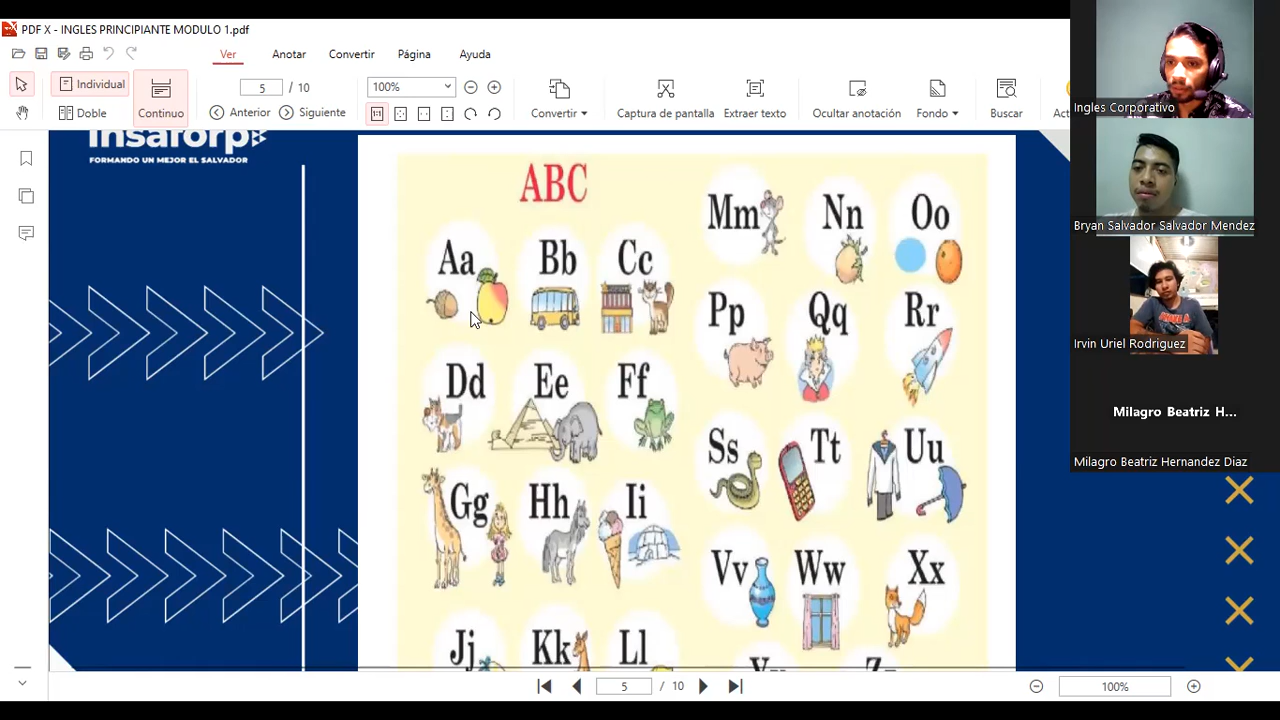 PDF X - INGLES PRINCIPIANTE MODULO 1.pdf
Ver Anotar Convertir Página Ayuda
Individual
Doble
Continuo
5 / 10
Anterior Siguiente
100%
Convertir
Captura de pantalla
Extraer texto
Ocultar anotación
Fondo
Buscar
Ingles Corporativo
Bryan Salvador Salvador Mendez
Irvin Uriel Rodriguez
Milagro Beatriz H...
Milagro Beatriz Hernandez Diaz
insaforp
FORMANDO UN MEJOR EL SALVADOR
ABC
Aa Bb Cc
Dd Ee Ff
Gg Hh Ii
Jj Kk Ll
Mm Nn Oo
Pp Qq Rr
Ss Tt Uu
Vv Ww Xx
5 / 10
100%